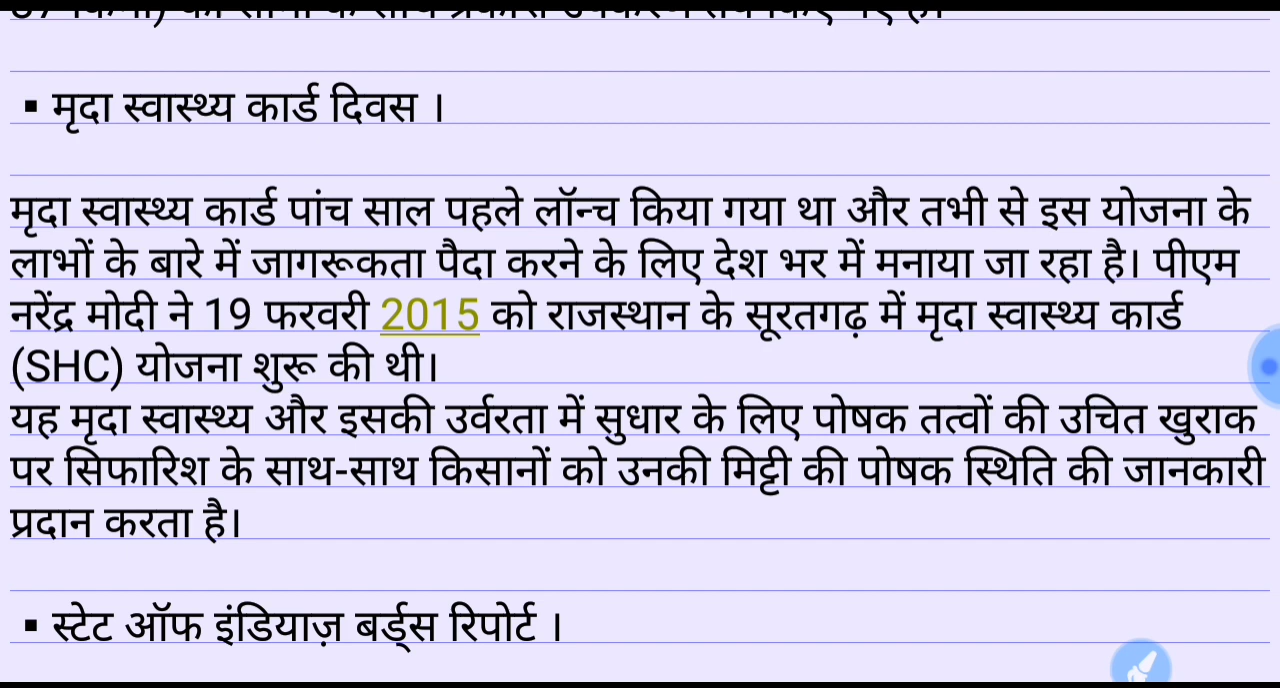 ▪ मृदा स्वास्थ्य कार्ड दिवस ।
मृदा स्वास्थ्य कार्ड पांच साल पहले लॉन्च किया गया था और तभी से इस योजना के
लाभों के बारे में जागरूकता पैदा करने के लिए देश भर में मनाया जा रहा है। पीएम
नरेंद्र मोदी ने 19 फरवरी 2015 को राजस्थान के सूरतगढ़ में मृदा स्वास्थ्य कार्ड
(SHC) योजना शुरू की थी।
यह मृदा स्वास्थ्य और इसकी उर्वरता में सुधार के लिए पोषक तत्वों की उचित खुराक
पर सिफारिश के साथ-साथ किसानों को उनकी मिट्टी की पोषक स्थिति की जानकारी
प्रदान करता है।
▪ स्टेट ऑफ इंडियाज़ बर्ड्स रिपोर्ट ।